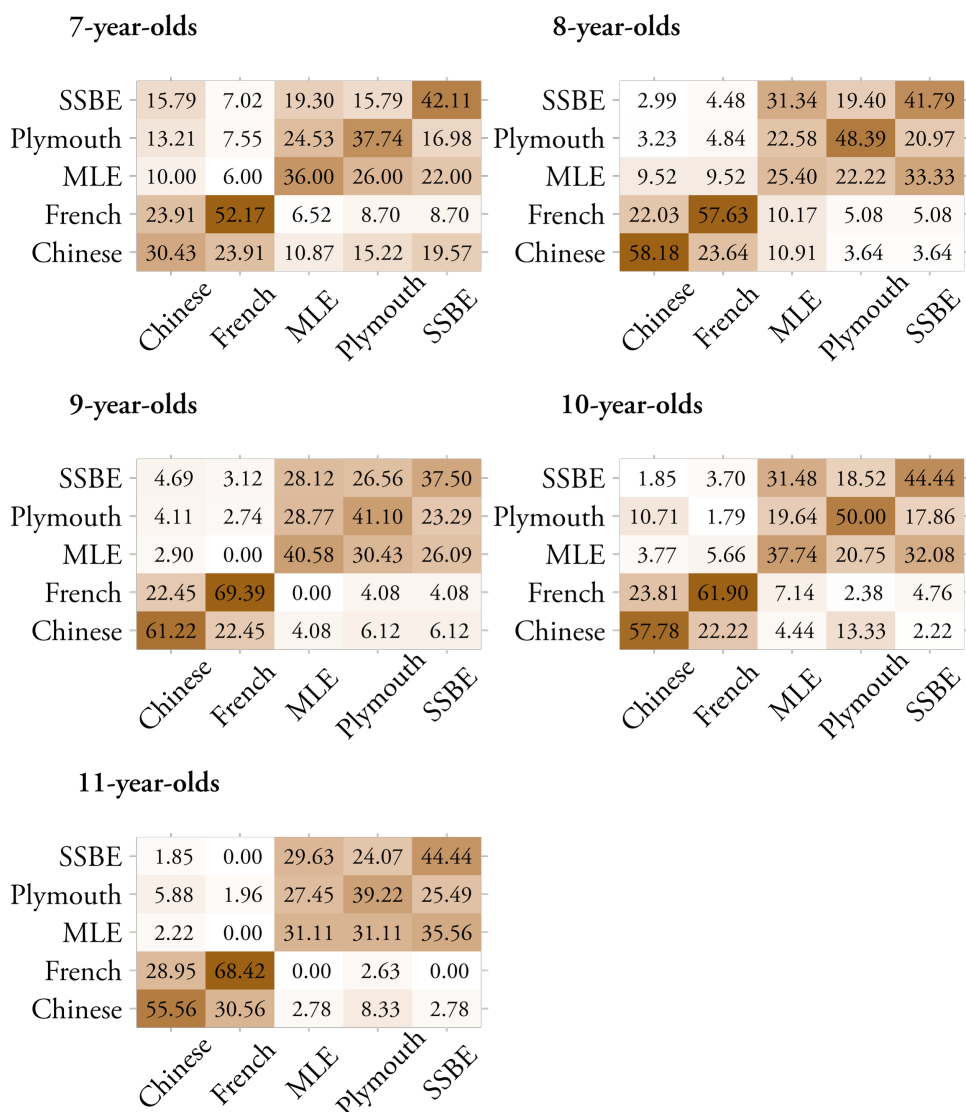 7-year-olds
SSBE 15.79 7.02 19.30 15.79 42.11
Plymouth 13.21 7.55 24.53 37.74 16.98
MLE 10.00 6.00 36.00 26.00 22.00
French 23.91 52.17 6.52 8.70 8.70
Chinese 30.43 23.91 10.87 15.22 19.57
Chinese French MLE Plymouth SSBE
8-year-olds
SSBE 2.99 4.48 31.34 19.40 41.79
Plymouth 3.23 4.84 22.58 48.39 20.97
MLE 9.52 9.52 25.40 22.22 33.33
French 22.03 57.63 10.17 5.08 5.08
Chinese 58.18 23.64 10.91 3.64 3.64
Chinese French MLE Plymouth SSBE
9-year-olds
SSBE 4.69 3.12 28.12 26.56 37.50
Plymouth 4.11 2.74 28.77 41.10 23.29
MLE 2.90 0.00 40.58 30.43 26.09
French 22.45 69.39 0.00 4.08 4.08
Chinese 61.22 22.45 4.08 6.12 6.12
Chinese French MLE Plymouth SSBE
10-year-olds
SSBE 1.85 3.70 31.48 18.52 44.44
Plymouth 10.71 1.79 19.64 50.00 17.86
MLE 3.77 5.66 37.74 20.75 32.08
French 23.81 61.90 7.14 2.38 4.76
Chinese 57.78 22.22 4.44 13.33 2.22
Chinese French MLE Plymouth SSBE
11-year-olds
SSBE 1.85 0.00 29.63 24.07 44.44
Plymouth 5.88 1.96 27.45 39.22 25.49
MLE 2.22 0.00 31.11 31.11 35.56
French 28.95 68.42 0.00 2.63 0.00
Chinese 55.56 30.56 2.78 8.33 2.78
Chinese French MLE Plymouth SSBE